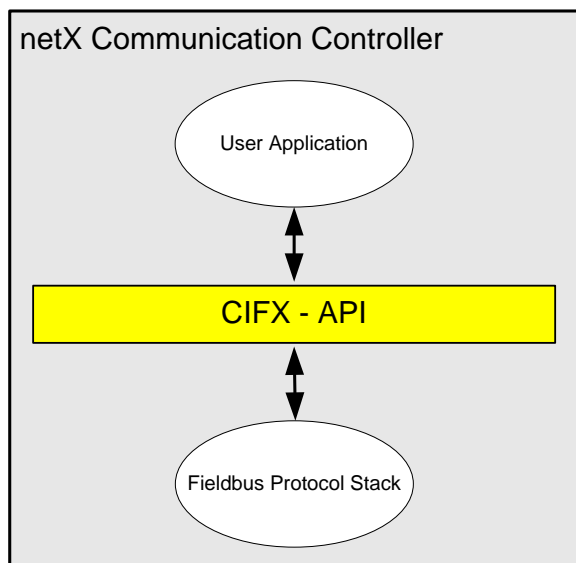 netX Communication Controller
User Application
CIFX - API
Fieldbus Protocol Stack